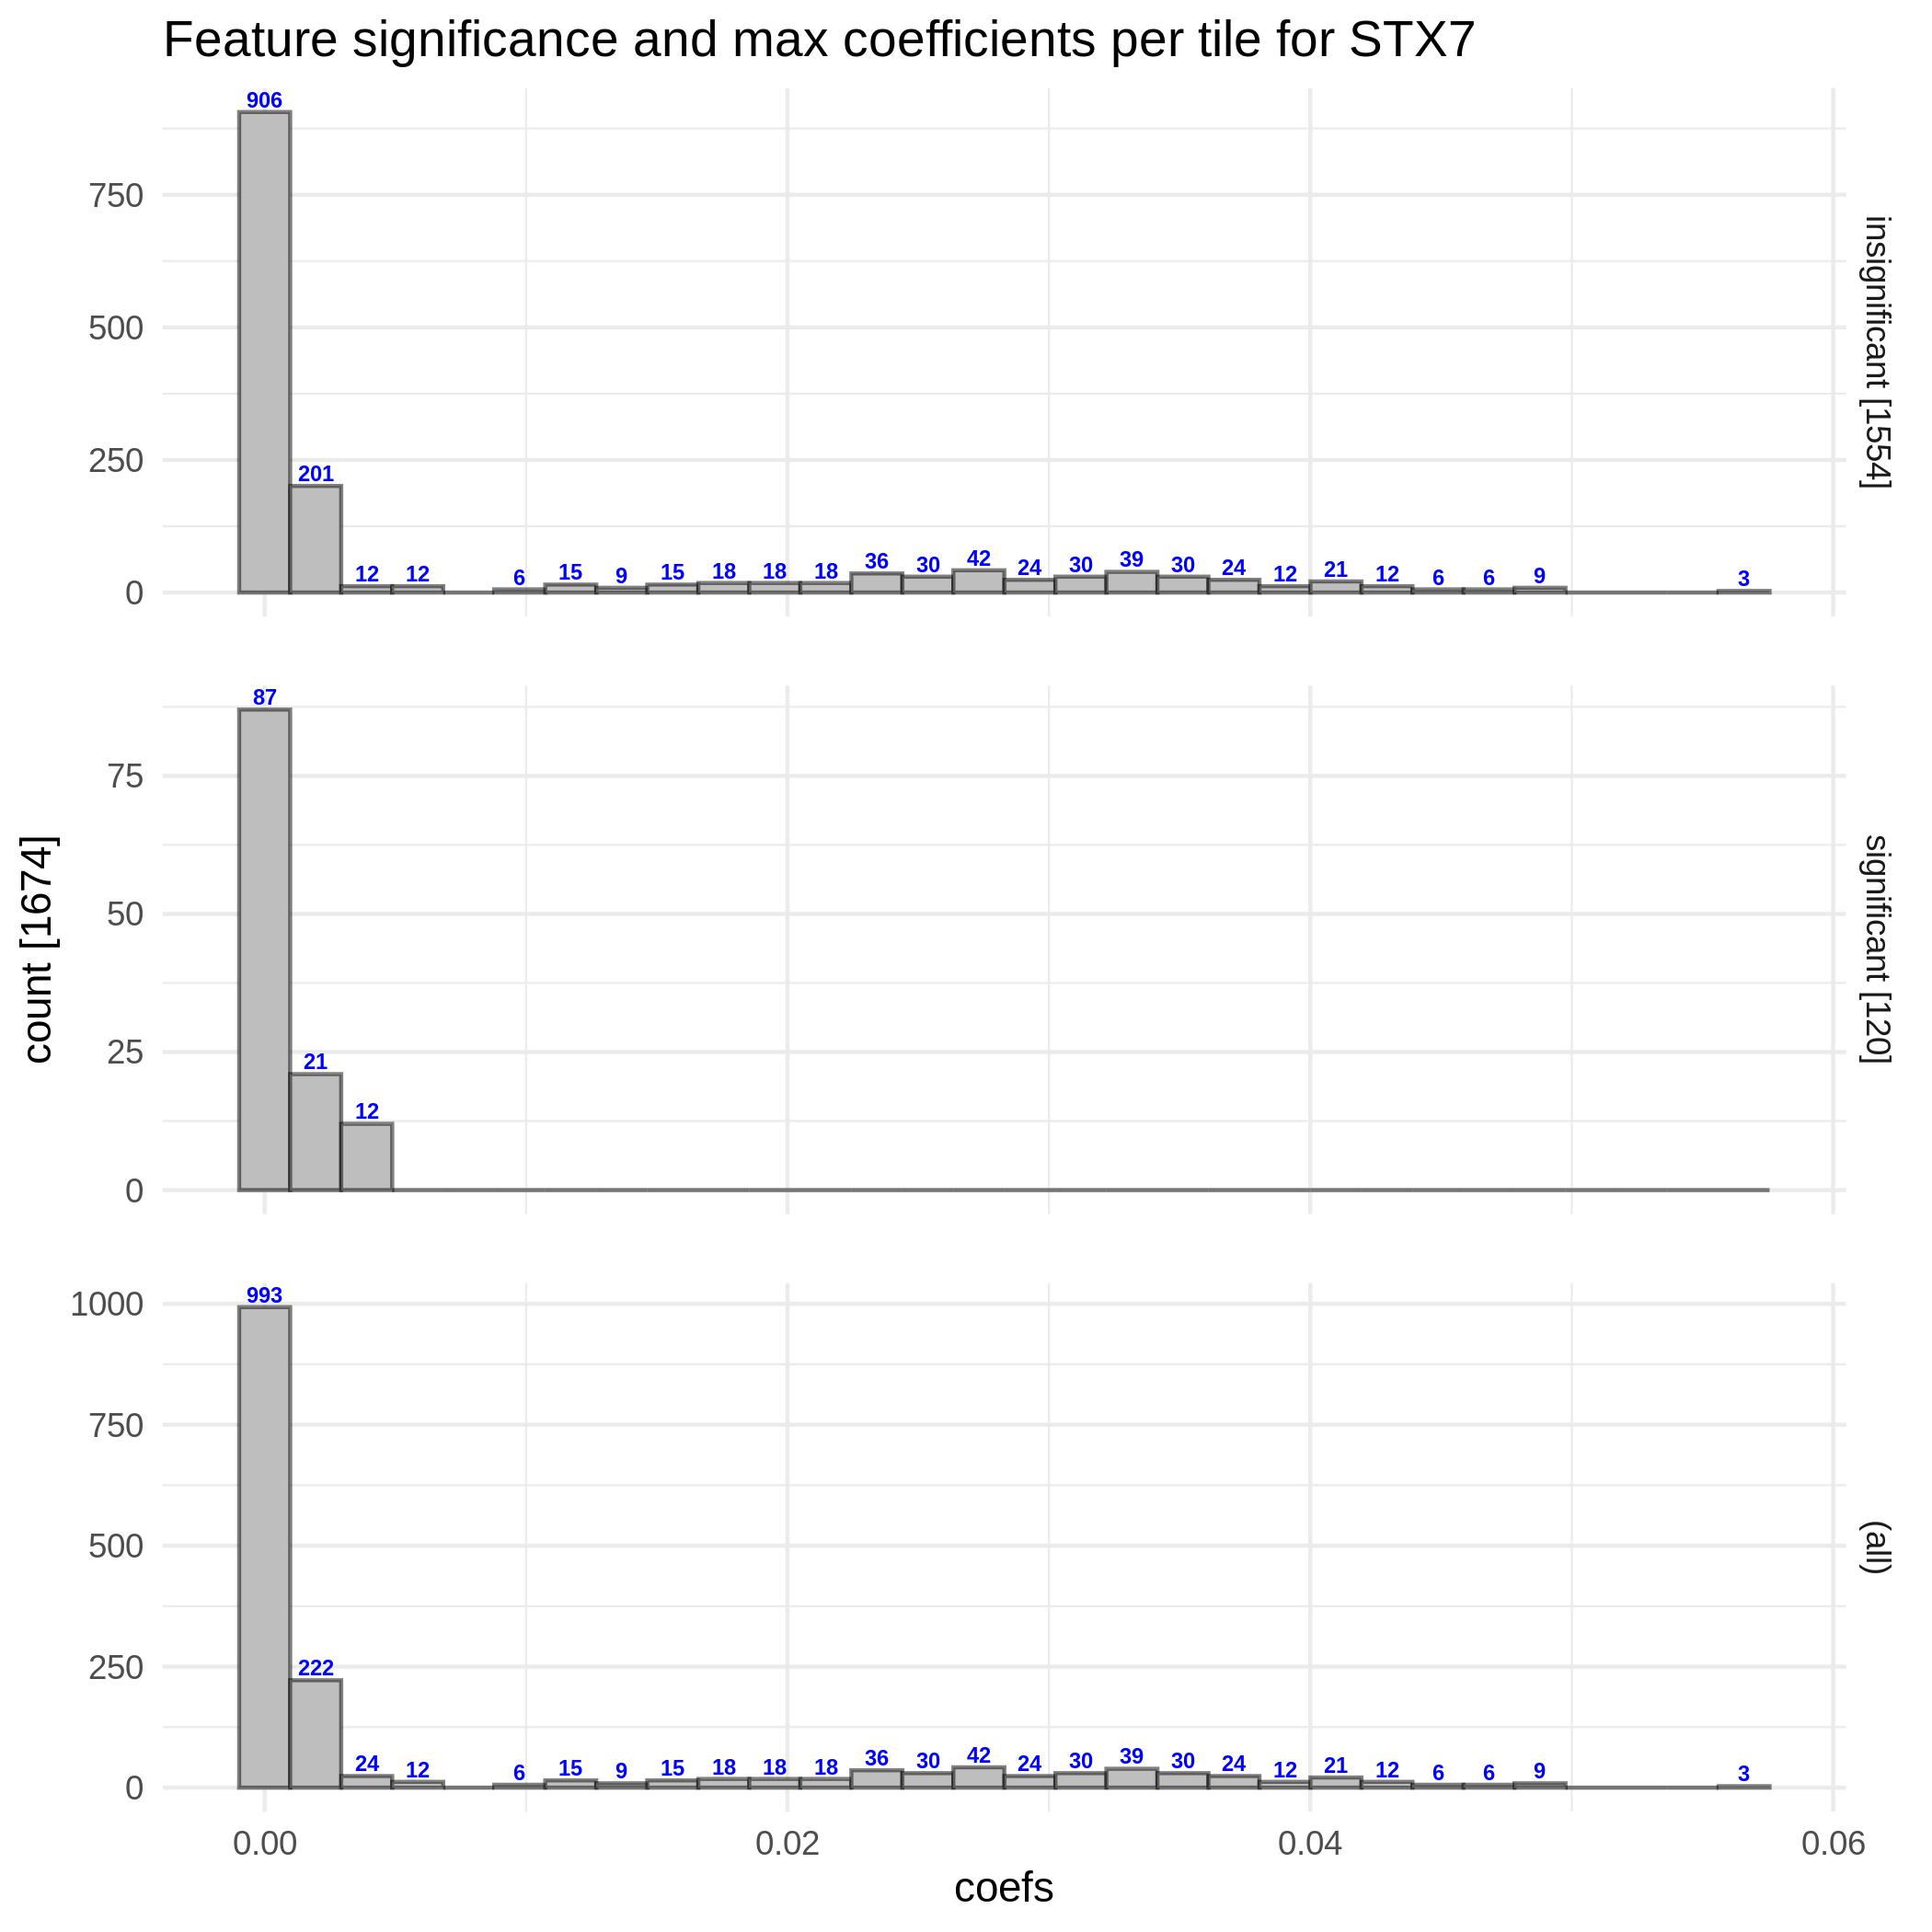 Feature significance and max coefficients per tile for STX7
906
750
201
500
250
12 12 6 15 9 15 18 18 18 36 30 42 24 30 39 30 24 12 21 12 6 6 9 3
0
insignificant [1554]
87
75
50
21
25
12
0
significant [120]
count [1674]
993
1000
750
500
222
250
24 12 6 15 9 15 18 18 18 36 30 42 24 30 39 30 24 12 21 12 6 6 9 3
0
(all)
0.00 0.02 0.04 0.06
coefs